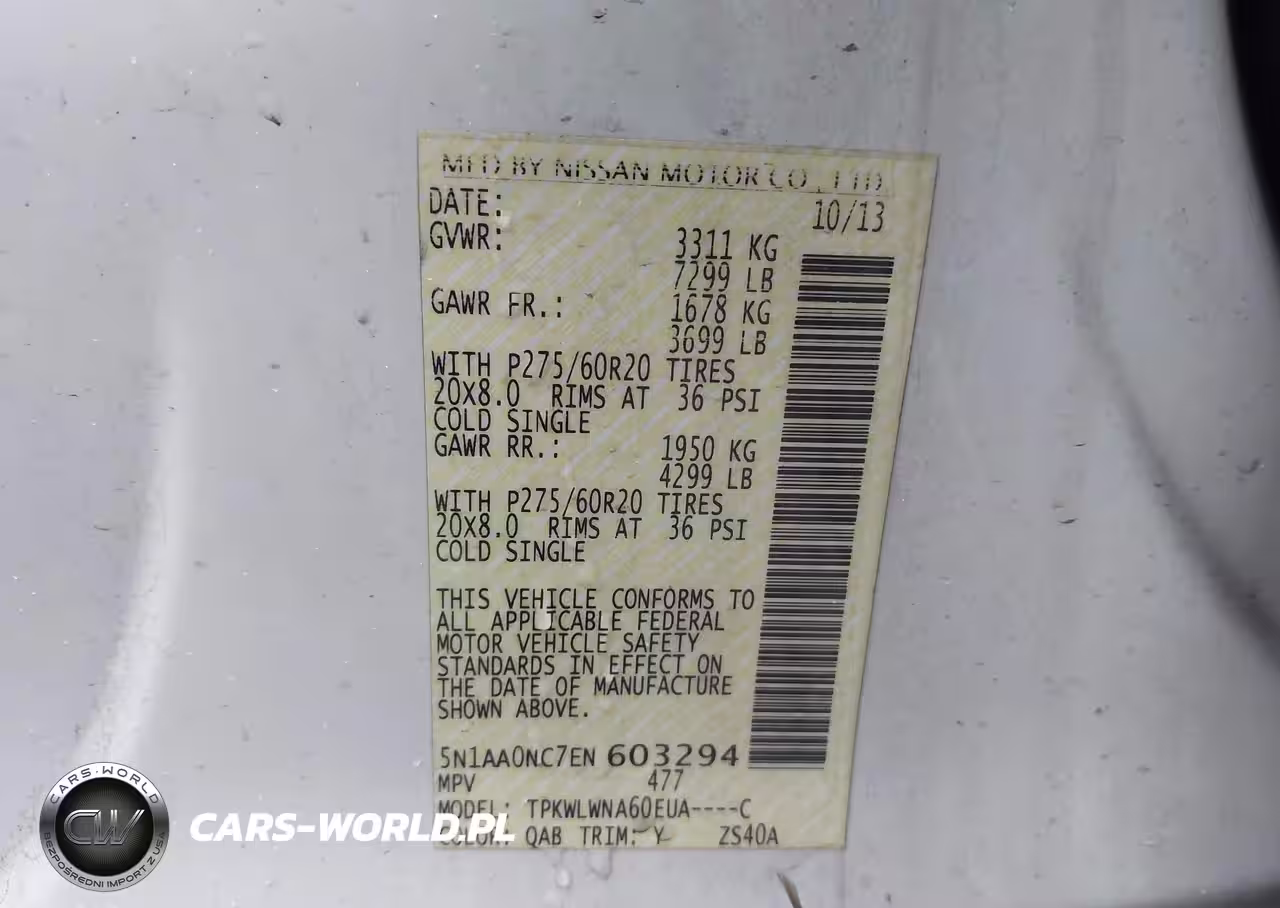 MFD BY NISSAN MOTOR CO., LTD.
DATE: 10/13
GVWR: 3311 KG
7299 LB
GAWR FR.: 1678 KG
3699 LB
WITH P275/60R20 TIRES
20X8.0 RIMS AT 36 PSI
COLD SINGLE
GAWR RR.: 1950 KG
4299 LB
WITH P275/60R20 TIRES
20X8.0 RIMS AT 36 PSI
COLD SINGLE
THIS VEHICLE CONFORMS TO
ALL APPLICABLE FEDERAL
MOTOR VEHICLE SAFETY
STANDARDS IN EFFECT ON
THE DATE OF MANUFACTURE
SHOWN ABOVE.
5N1AA0NC7EN 603294
MPV 477
MODEL: TPKWLWNA60EUA----C
COLOR: QAB TRIM: Y ZS40A
CARS-WORLD
CW
BEZPOŚREDNI IMPORT Z USA
CARS-WORLD.PL